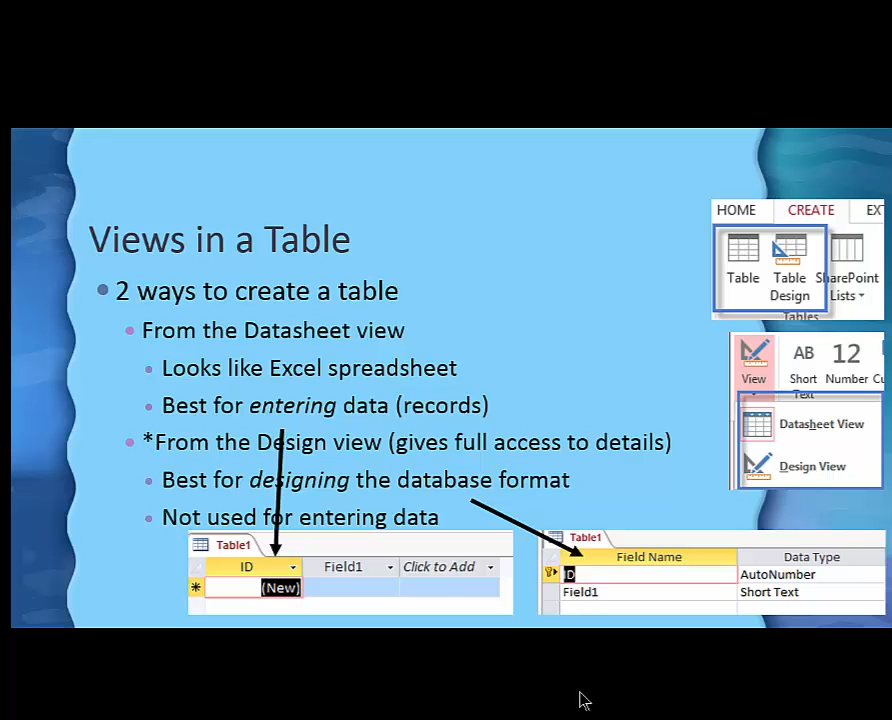 Views in a Table
2 ways to create a table
From the Datasheet view
Looks like Excel spreadsheet
Best for entering data (records)
*From the Design view (gives full access to details)
Best for designing the database format
Not used for entering data
HOME CREATE EX
Table Table Design SharePoint Lists
Tables
View AB Short Text 12 Number Cu
Datasheet View
Design View
Table1
ID Field1 Click to Add
(New)
Table1
Field Name Data Type
ID AutoNumber
Field1 Short Text